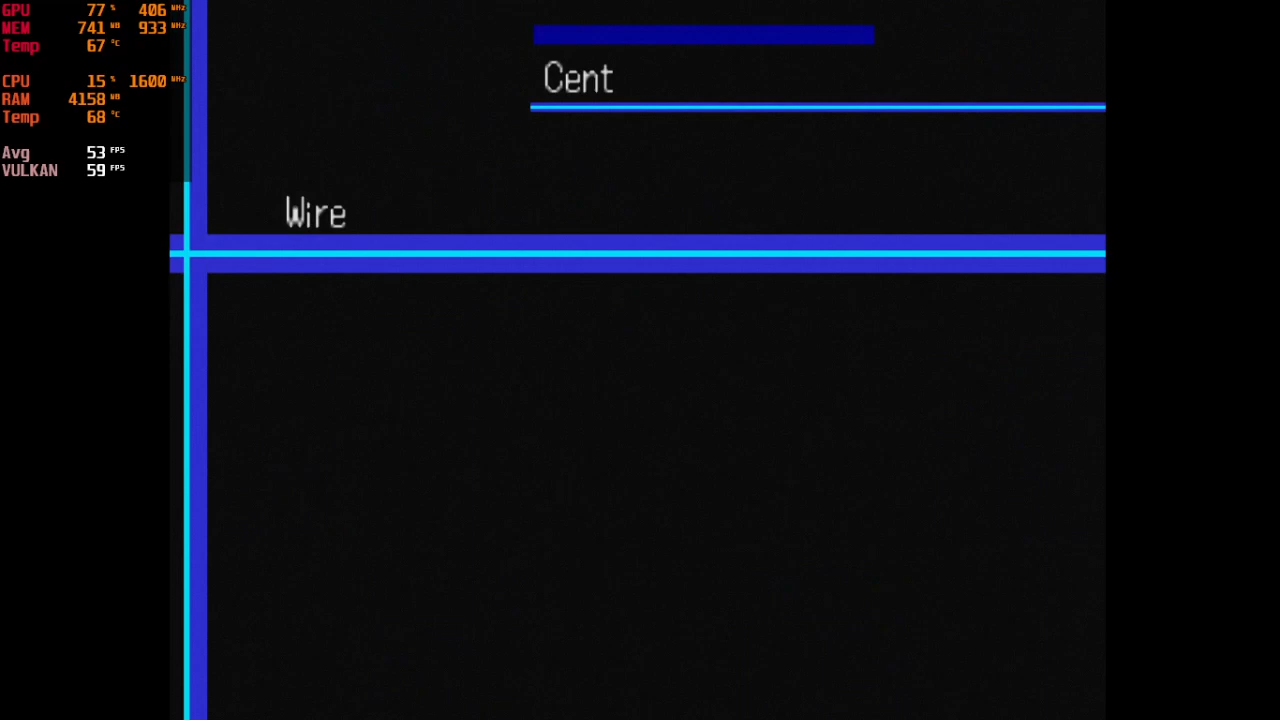 GPU 77 % 406 MHz
MEM 741 MB 933 MHz
Temp 67 °C
CPU 15 % 1600 MHz
RAM 4158 MB
Temp 68 °C
Avg 53 FPS
VULKAN 59 FPS
Cent
Wire